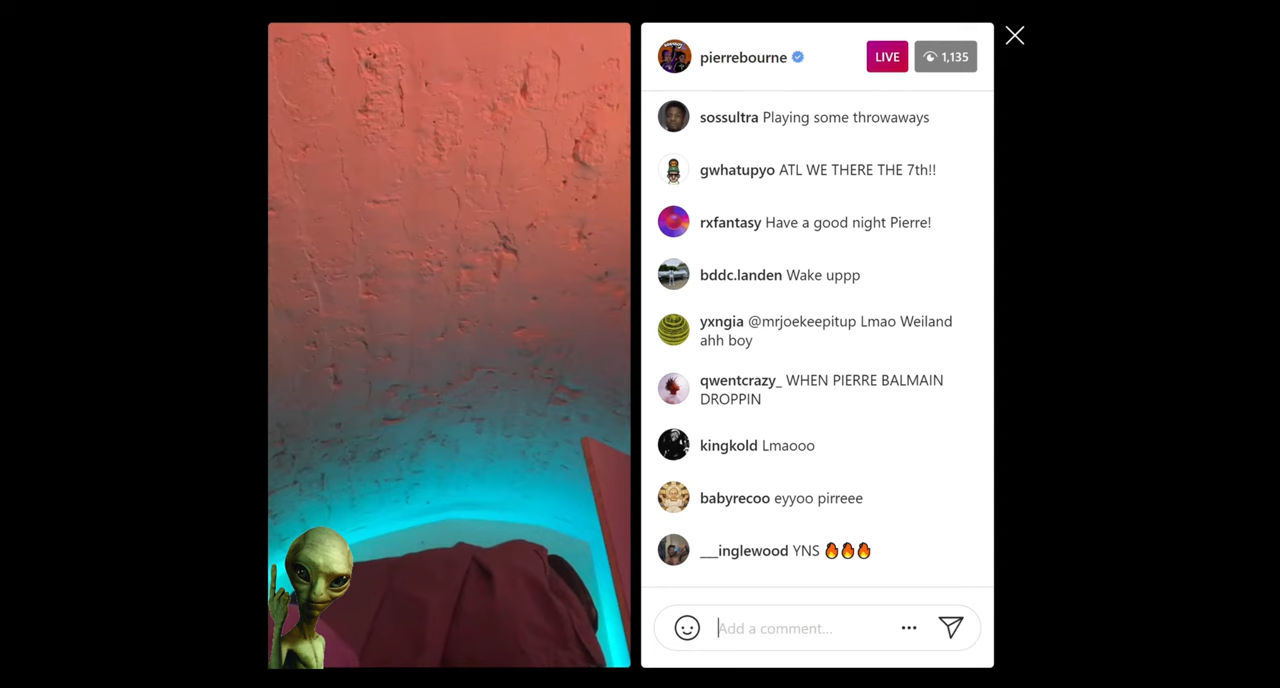 pierrebourne
LIVE
1,135
sossultra Playing some throwaways
gwhatupyo ATL WE THERE THE 7th!!
rxfantasy Have a good night Pierre!
bddc.landen Wake uppp
yxngia @mrjoekeepitup Lmao Weiland
ahh boy
qwentcrazy_ WHEN PIERRE BALMAIN
DROPPIN
kingkold Lmaooo
babyrecoo eyyoo pirreee
___inglewood YNS 🔥🔥🔥
Add a comment...